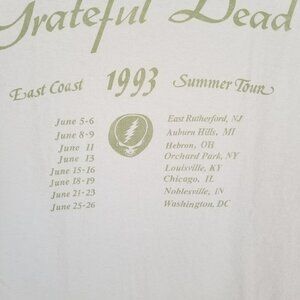 Grateful Dead
East Coast 1993 Summer Tour
June 5-6 East Rutherford, NJ
June 8-9 Auburn Hills, MI
June 11 Hebron, OH
June 13 Orchard Park, NY
June 15-16 Louisville, KY
June 18-19 Chicago, IL
June 21-23 Noblesville, IN
June 25-26 Washington, DC